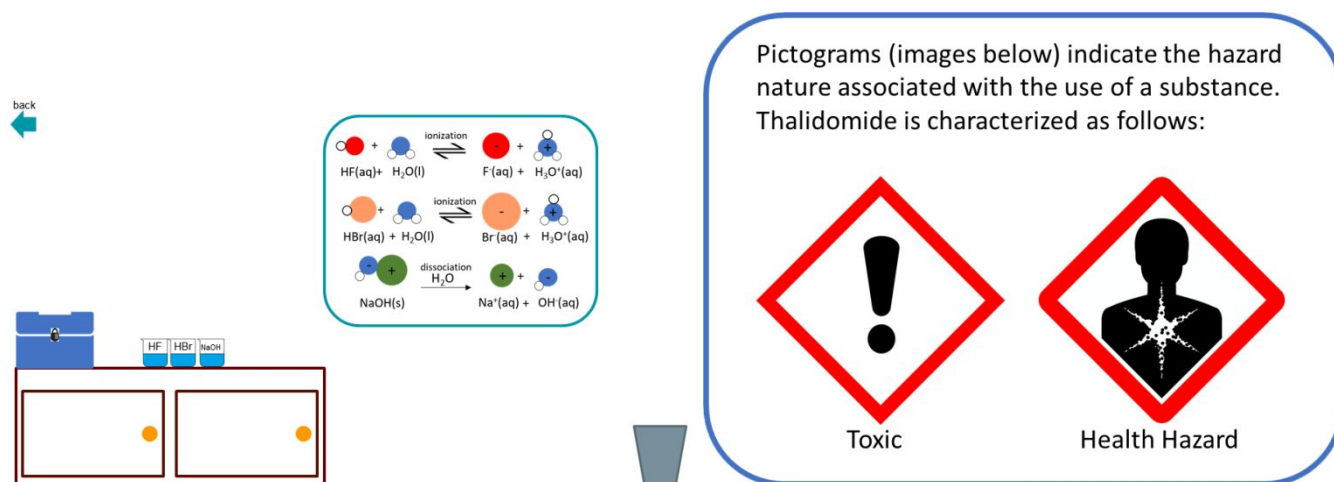 back
ionization
HF(aq)+ H₂O(l) F⁻(aq) + H₃O⁺(aq)
ionization
HBr(aq) + H₂O(l) Br⁻(aq) + H₃O⁺(aq)
dissociation
H₂O
NaOH(s) Na⁺(aq) + OH⁻(aq)
HF HBr NaOH
Pictograms (images below) indicate the hazard
nature associated with the use of a substance.
Thalidomide is characterized as follows:
Toxic
Health Hazard